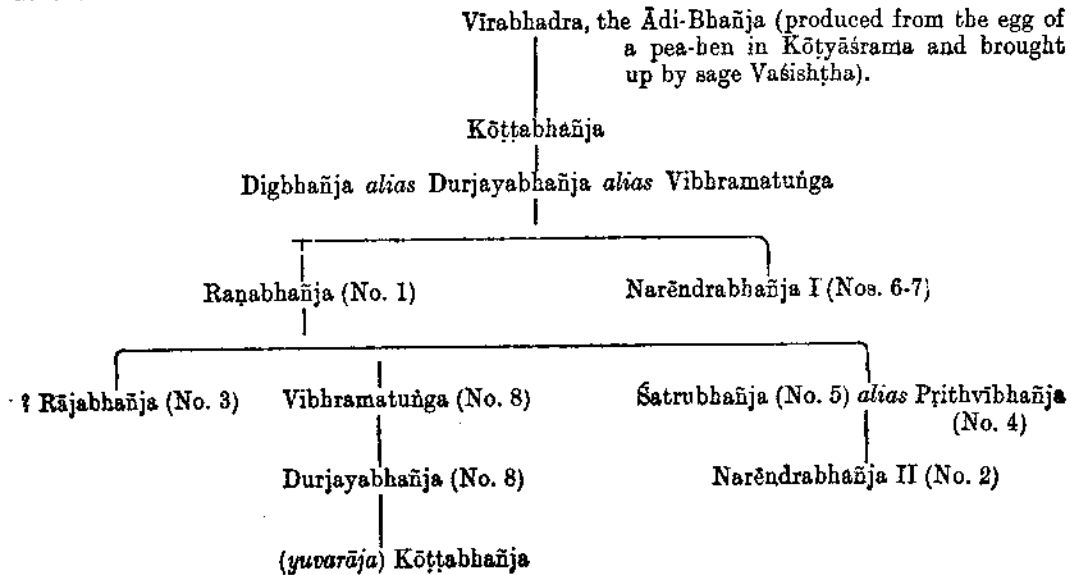 Vīrabhadra, the Ādi-Bhañja (produced from the egg of
a pea-hen in Kōṭyāśrama and brought
up by sage Vaśishṭha).
Kōṭṭabhañja
Digbhañja alias Durjayabhañja alias Vibhramatuṅga
Raṇabhañja (No. 1) Narēndrabhañja I (Nos. 6-7)
? Rājabhañja (No. 3) Vibhramatuṅga (No. 8) Śatrubhañja (No. 5) alias Pṛithvībhañja
(No. 4)
Durjayabhañja (No. 8) Narēndrabhañja II (No. 2)
(yuvarāja) Kōṭṭabhañja